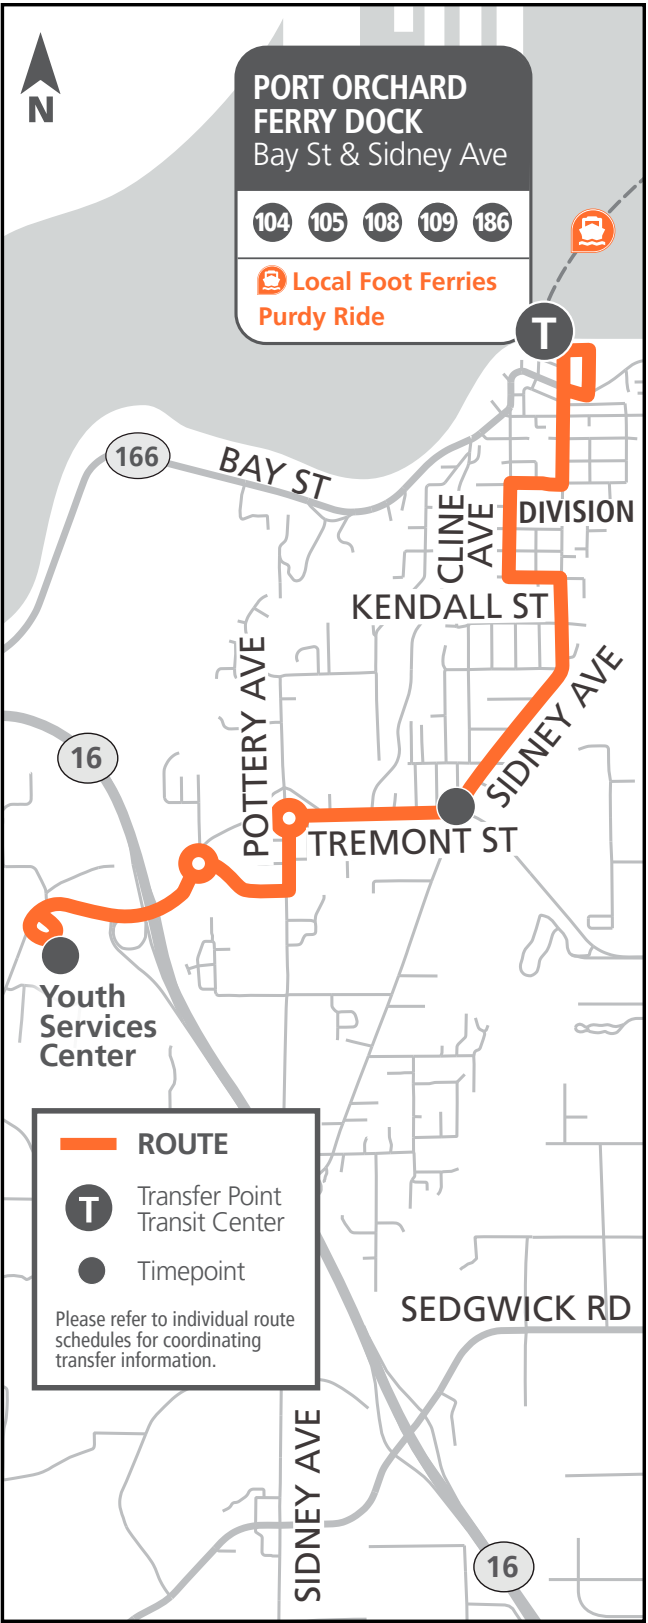 N
PORT ORCHARD
FERRY DOCK
Bay St & Sidney Ave
104 105 108 109 186
Local Foot Ferries
Purdy Ride
T
166
BAY ST
CLINE
AVE
DIVISION
KENDALL ST
SIDNEY AVE
POTTERY AVE
16
TREMONT ST
Youth
Services
Center
ROUTE
T
Transfer Point
Transit Center
Timepoint
Please refer to individual route
schedules for coordinating
transfer information.
SEDGWICK RD
SIDNEY AVE
16